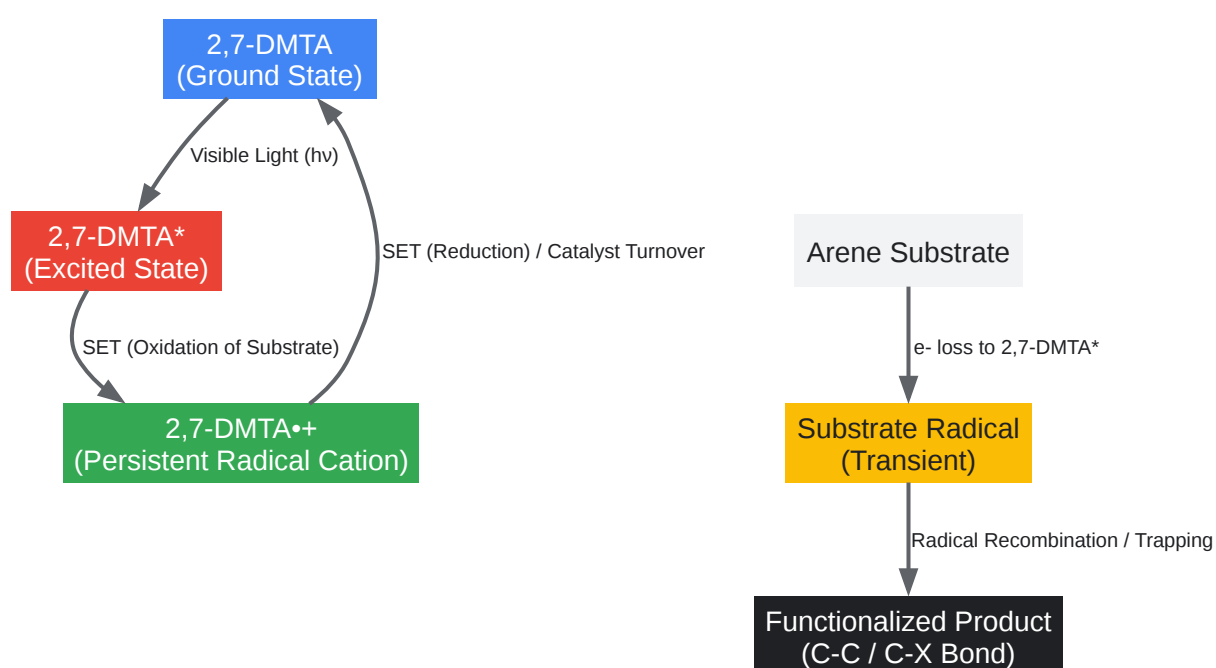 2,7-DMTA
(Ground State)
Visible Light (hν)
2,7-DMTA*
(Excited State)
SET (Reduction) / Catalyst Turnover
Arene Substrate
SET (Oxidation of Substrate)
e- loss to 2,7-DMTA*
2,7-DMTA•+
(Persistent Radical Cation)
Substrate Radical
(Transient)
Radical Recombination / Trapping
Functionalized Product
(C-C / C-X Bond)